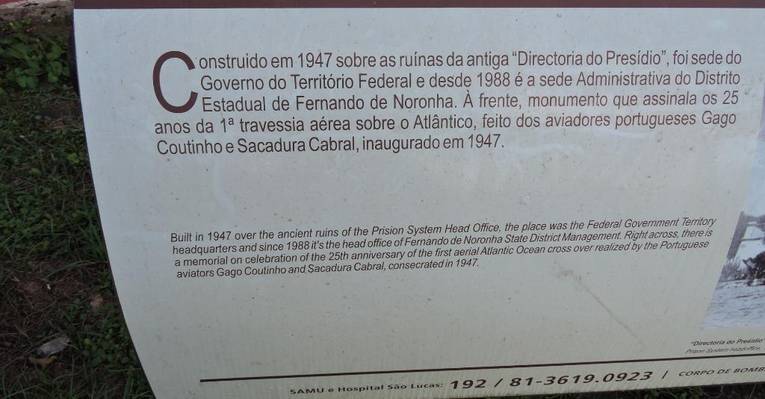 Construido em 1947 sobre as ruínas da antiga "Directoria do Presídio", foi sede do
Governo do Território Federal e desde 1988 é a sede Administrativa do Distrito
Estadual de Fernando de Noronha. À frente, monumento que assinala os 25
anos da 1ª travessia aérea sobre o Atlântico, feito dos aviadores portugueses Gago
Coutinho e Sacadura Cabral, inaugurado em 1947.
Built in 1947 over the ancient ruins of the Prision System Head Office, the place was the Federal Government Territory
headquarters and since 1988 it's the head office of Fernando de Noronha State District Management. Right across, there is
a memorial on celebration of the 25th anniversary of the first aerial Atlantic Ocean cross over realized by the Portuguese
aviators Gago Coutinho and Sacadura Cabral, consecrated in 1947.
"Directoria do Presídio"
Prision System headoffice,
SAMU e Hospital São Lucas: 192 / 81-3619.0923 / CORPO DE BOMB